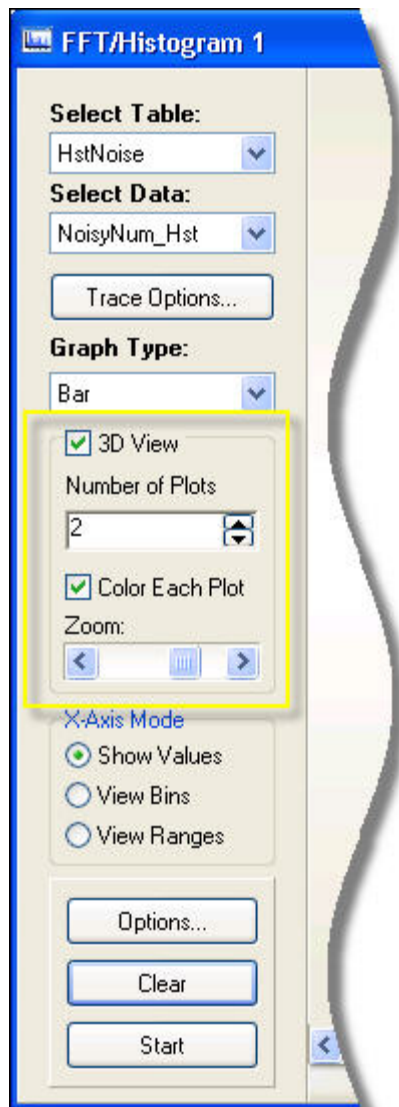 FFT/Histogram 1
Select Table:
HstNoise
Select Data:
NoisyNum_Hst
Trace Options...
Graph Type:
Bar
3D View
Number of Plots
2
Color Each Plot
Zoom:
X-Axis Mode
Show Values
View Bins
View Ranges
Options...
Clear
Start